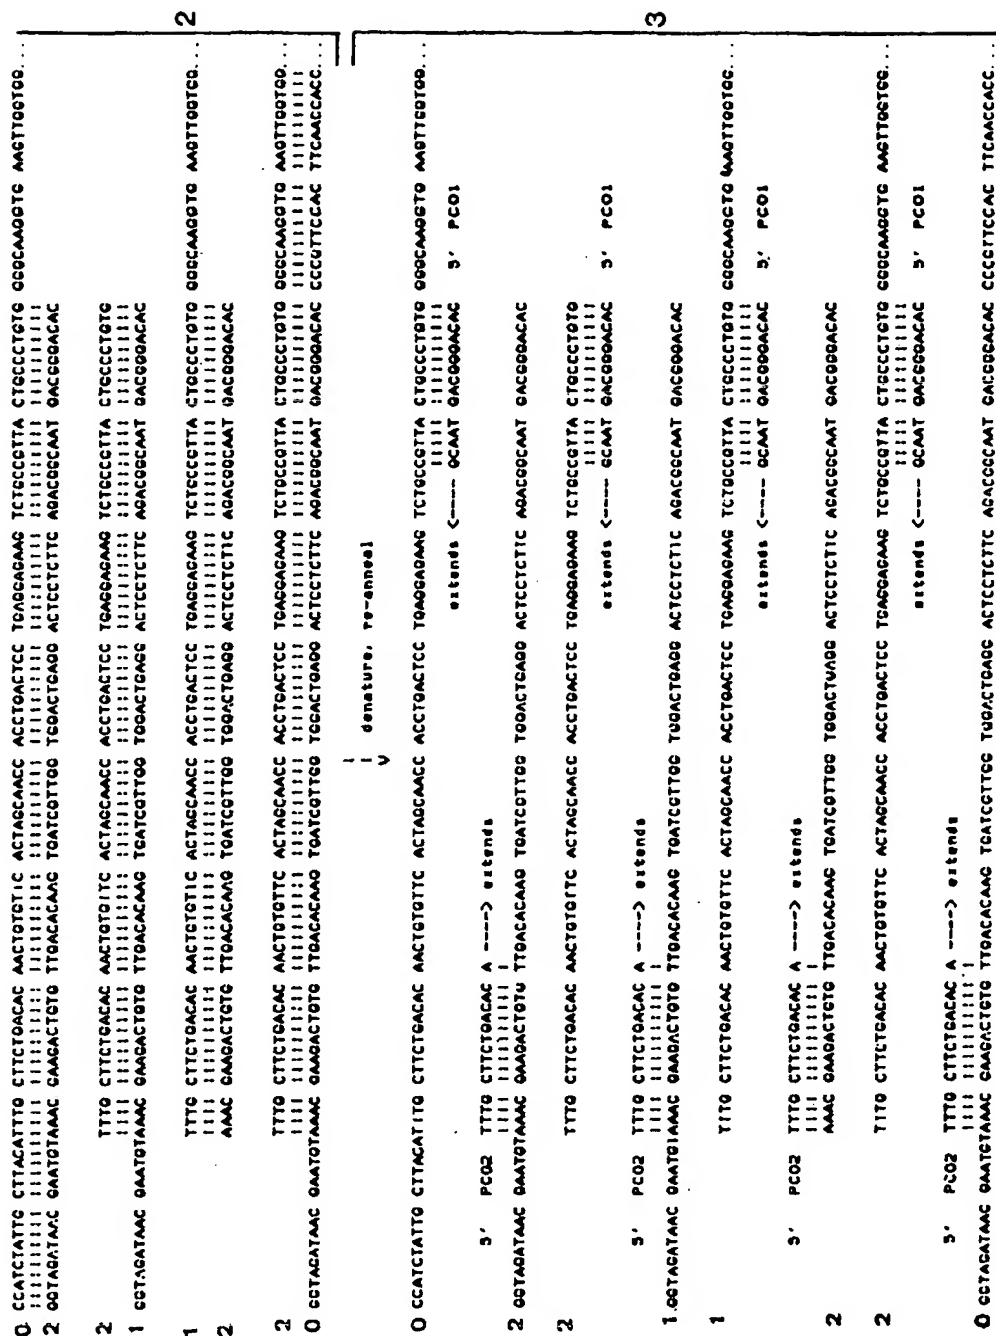 2
0 CCATCTATTG CTTACATTTG CTTCTGACAC AACTGTGTTC ACTAGCAACC ACCTGACTCC TGAGGAGAAG TCTGCCGTTA CTGCCCTGTG GGGCAAGGTG AAGTTGGTGG...
2 GGTAGATAAC GAATGTAAAC GAAGACTGTG TTGACACAAG TGATCGTTGG TGGACTGAGG ACTCCTCTTC AGACGGCAAT GACGGGACAC
2 TTTG CTTCTGACAC AACTGTGTTC ACTAGCAACC ACCTGACTCC TGAGGAGAAG TCTGCCGTTA CTGCCCTGTG
1 GGTAGATAAC GAATGTAAAC GAAGACTGTG TTGACACAAG TGATCGTTGG TGGACTGAGG ACTCCTCTTC AGACGGCAAT GACGGGACAC
1 TTTG CTTCTGACAC AACTGTGTTC ACTAGCAACC ACCTGACTCC TGAGGAGAAG TCTGCCGTTA CTGCCCTGTG GGGCAAGGTG AAGTTGGTGG...
2 AAAC GAAGACTGTG TTGACACAAG TGATCGTTGG TGGACTGAGG ACTCCTCTTC AGACGGCAAT GACGGGACAC
2 TTTG CTTCTGACAC AACTGTGTTC ACTAGCAACC ACCTGACTCC TGAGGAGAAG TCTGCCGTTA CTGCCCTGTG GGGCAAGGTG AAGTTGGTGG...
0 GGTAGATAAC GAATGTAAAC GAAGACTGTG TTGACACAAG TGATCGTTGG TGGACTGAGG ACTCCTCTTC AGACGGCAAT GACGGGACAC CCCGTTCCAC TTCAACCACC...
denature, re-anneal
3
0 CCATCTATTG CTTACATTTG CTTCTGACAC AACTGTGTTC ACTAGCAACC ACCTGACTCC TGAGGAGAAG TCTGCCGTTA CTGCCCTGTG GGGCAAGGTG AAGTTGGTGG...
extends <---- GCAAT GACGGGACAC 5' PCO1
5' PCO2 TTTG CTTCTGACAC A ----> extends
2 GGTAGATAAC GAATGTAAAC GAAGACTGTG TTGACACAAG TGATCGTTGG TGGACTGAGG ACTCCTCTTC AGACGGCAAT GACGGGACAC
2 TTTG CTTCTGACAC AACTGTGTTC ACTAGCAACC ACCTGACTCC TGAGGAGAAG TCTGCCGTTA CTGCCCTGTG
extends <---- GCAAT GACGGGACAC 5' PCO1
5' PCO2 TTTG CTTCTGACAC A ----> extends
1 GGTAGATAAC GAATGTAAAC GAAGACTGTG TTGACACAAG TGATCGTTGG TGGACTGAGG ACTCCTCTTC AGACGGCAAT GACGGGACAC
1 TTTG CTTCTGACAC AACTGTGTTC ACTAGCAACC ACCTGACTCC TGAGGAGAAG TCTGCCGTTA CTGCCCTGTG GGGCAAGGTG AAGTTGGTGG...
extends <---- GCAAT GACGGGACAC 5' PCO1
5' PCO2 TTTG CTTCTGACAC A ----> extends
2 AAAC GAAGACTGTG TTGACACAAG TGATCGTTGG TGGACTGAGG ACTCCTCTTC AGACGGCAAT GACGGGACAC
2 TTTG CTTCTGACAC AACTGTGTTC ACTAGCAACC ACCTGACTCC TGAGGAGAAG TCTGCCGTTA CTGCCCTGTG GGGCAAGGTG AAGTTGGTGG...
extends <---- GCAAT GACGGGACAC 5' PCO1
5' PCO2 TTTG CTTCTGACAC A ----> extends
0 GGTAGATAAC GAATGTAAAC GAAGACTGTG TTGACACAAG TGATCGTTGG TGGACTGAGG ACTCCTCTTC AGACGGCAAT GACGGGACAC CCCGTTCCAC TTCAACCACC...